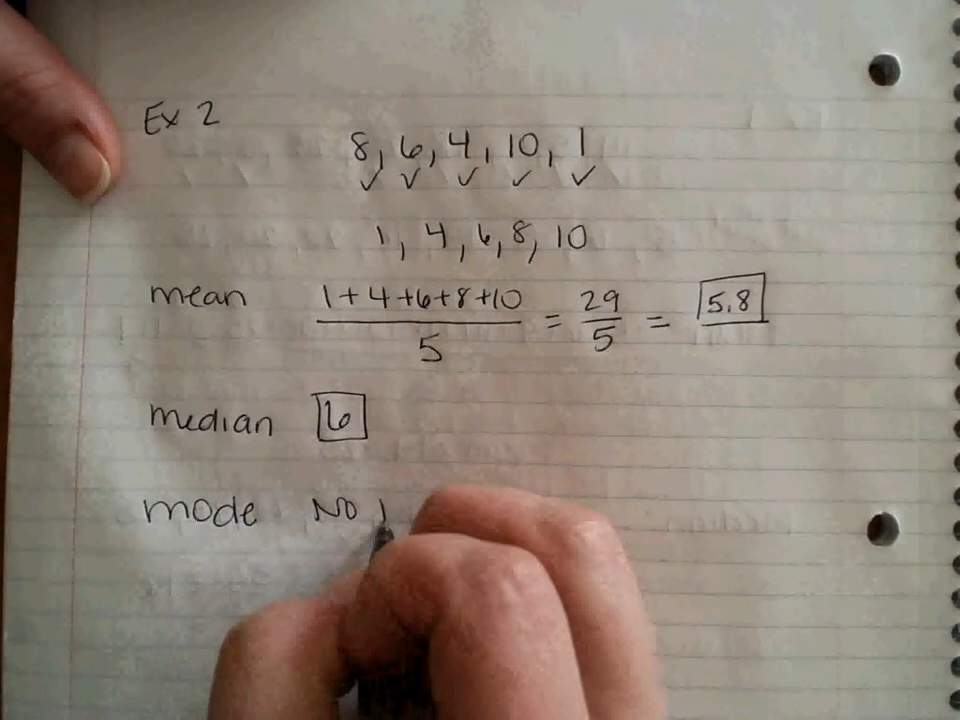 Ex 2
8, 6, 4, 10, 1
✓ ✓ ✓ ✓ ✓
1, 4, 6, 8, 10
mean 1+4+6+8+10 / 5 = 29 / 5 = 5.8
median 6
mode No